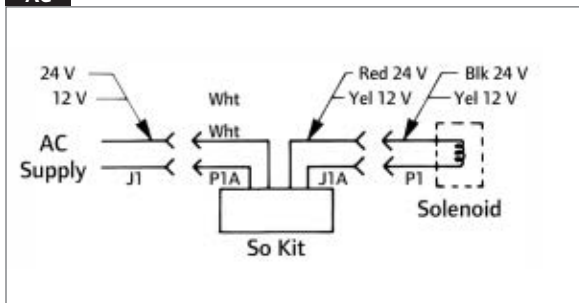 24 V
12 V
Wht
Red 24 V
Yel 12 V
Blk 24 V
Yel 12 V
AC
Supply
Wht
J1
P1A
J1A
P1
Solenoid
So Kit